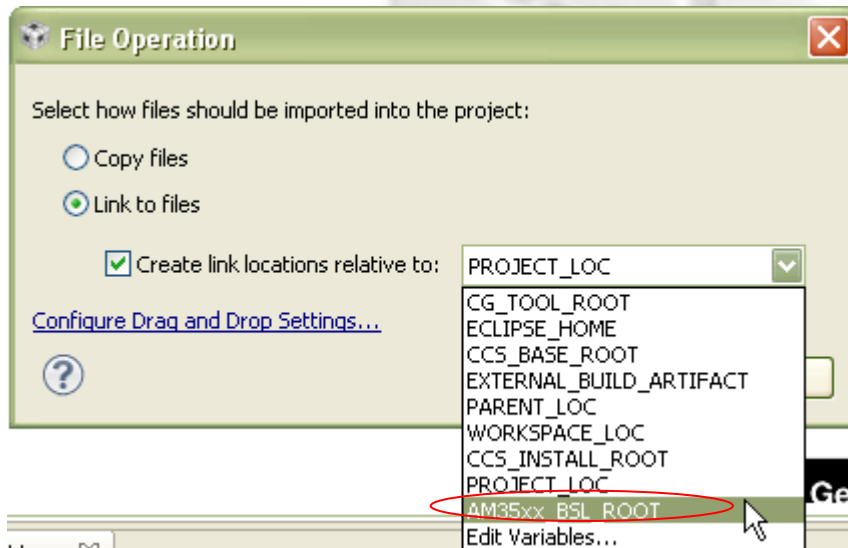 File Operation
Select how files should be imported into the project:
Copy files
Link to files
Create link locations relative to: PROJECT_LOC
CG_TOOL_ROOT
ECLIPSE_HOME
Configure Drag and Drop Settings...
CCS_BASE_ROOT
EXTERNAL_BUILD_ARTIFACT
PARENT_LOC
WORKSPACE_LOC
CCS_INSTALL_ROOT
PROJECT_LOC
AM35xx_BSL_ROOT
Edit Variables...
Ge